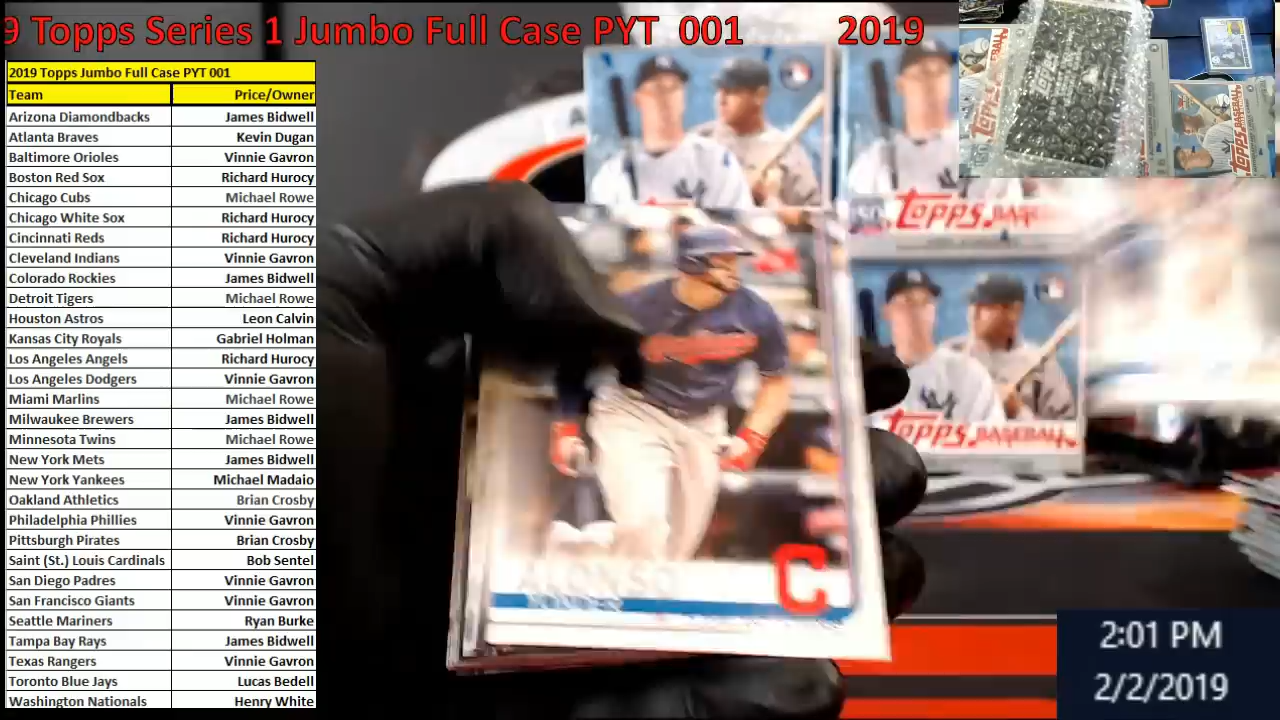 9 Topps Series 1 Jumbo Full Case PYT 001 2019
2019 Topps Jumbo Full Case PYT 001
Team Price/Owner
Arizona Diamondbacks James Bidwell
Atlanta Braves Kevin Dugan
Baltimore Orioles Vinnie Gavron
Boston Red Sox Richard Hurocy
Chicago Cubs Michael Rowe
Chicago White Sox Richard Hurocy
Cincinnati Reds Richard Hurocy
Cleveland Indians Vinnie Gavron
Colorado Rockies James Bidwell
Detroit Tigers Michael Rowe
Houston Astros Leon Calvin
Kansas City Royals Gabriel Holman
Los Angeles Angels Richard Hurocy
Los Angeles Dodgers Vinnie Gavron
Miami Marlins Michael Rowe
Milwaukee Brewers James Bidwell
Minnesota Twins Michael Rowe
New York Mets James Bidwell
New York Yankees Michael Madaio
Oakland Athletics Brian Crosby
Philadelphia Phillies Vinnie Gavron
Pittsburgh Pirates Brian Crosby
Saint (St.) Louis Cardinals Bob Sentel
San Diego Padres Vinnie Gavron
San Francisco Giants Vinnie Gavron
Seattle Mariners Ryan Burke
Tampa Bay Rays James Bidwell
Texas Rangers Vinnie Gavron
Toronto Blue Jays Lucas Bedell
Washington Nationals Henry White
Topps BASEBALL
Topps
Topps BASEBALL
ALONSO
C
2:01 PM
2/2/2019